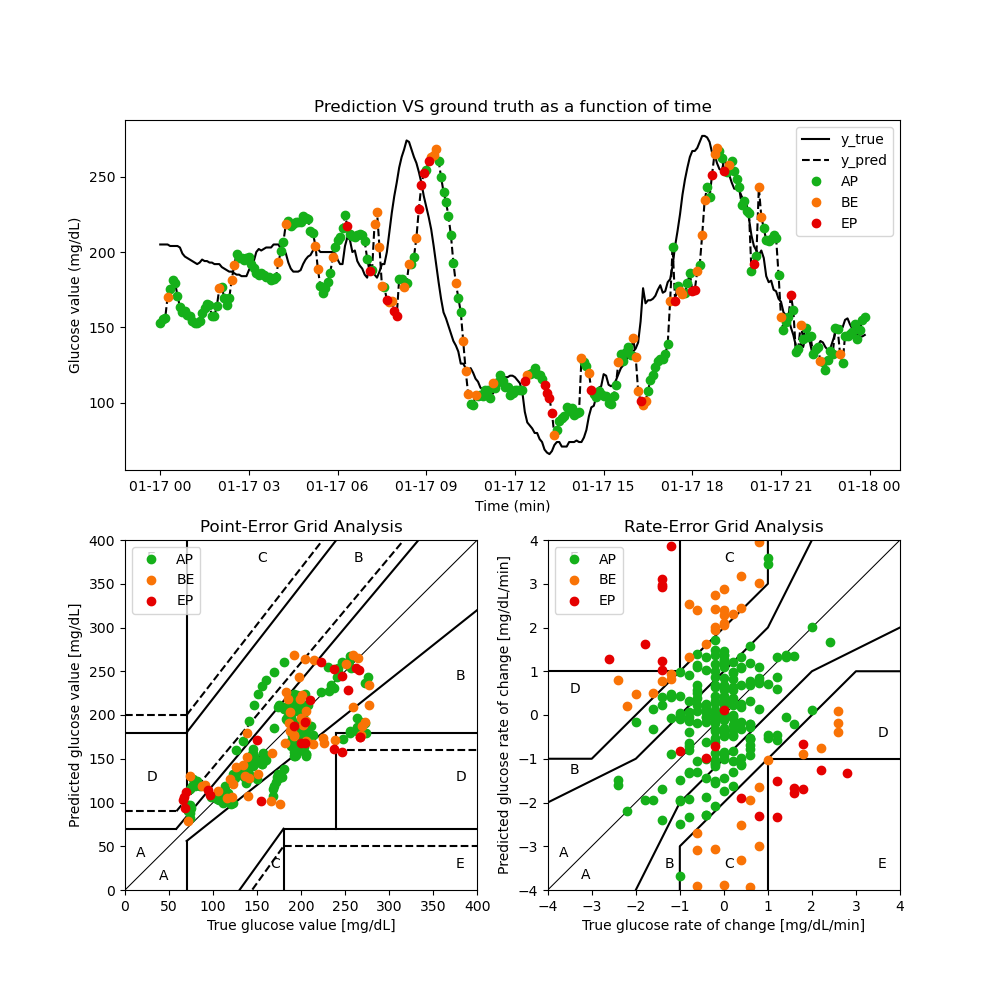 Prediction VS ground truth as a function of time
Glucose value (mg/dL)
250
200
150
100
y_true
y_pred
AP
BE
EP
01-17 00 01-17 03 01-17 06 01-17 09 01-17 12 01-17 15 01-17 18 01-17 21 01-18 00
Time (min)
Point-Error Grid Analysis
Predicted glucose value [mg/dL]
400
350
300
250
200
150
100
50
0
AP
BE
EP
C
B
B
D
D
A
A
C
E
0 50 100 150 200 250 300 350 400
True glucose value [mg/dL]
Rate-Error Grid Analysis
Predicted glucose rate of change [mg/dL/min]
4
3
2
1
0
−1
−2
−3
−4
AP
BE
EP
C
D
D
B
A
A
B
C
E
−4 −3 −2 −1 0 1 2 3 4
True glucose rate of change [mg/dL/min]